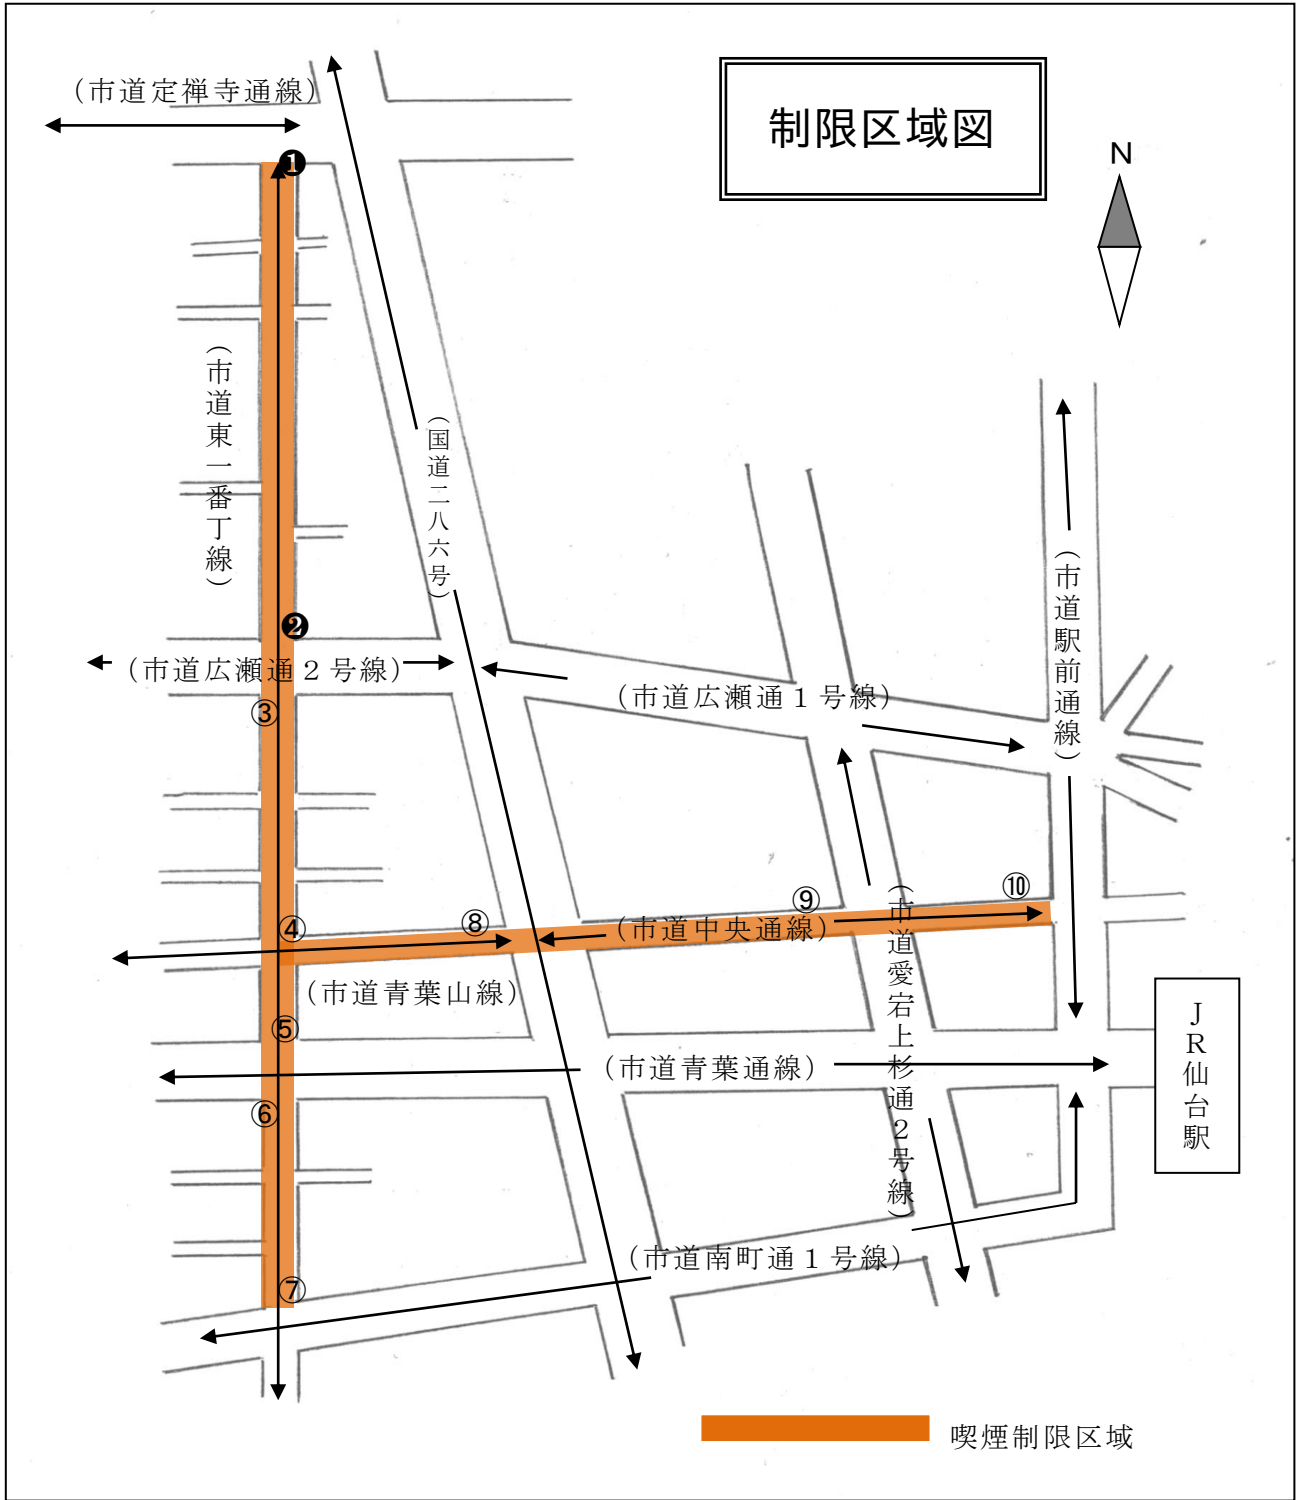 制限区域図
(市道定禅寺通線)
N
❶
(市道東一番丁線)
(国道二八六号)
❷
(市道広瀬通2号線)
(市道広瀬通1号線)
(市道駅前通線)
③
④
⑧
⑨
⑩
(市道中央通線)
(市道愛宕上杉通2号線)
(市道青葉山線)
⑤
(市道青葉通線)
JR仙台駅
⑥
(市道南町通1号線)
⑦
喫煙制限区域